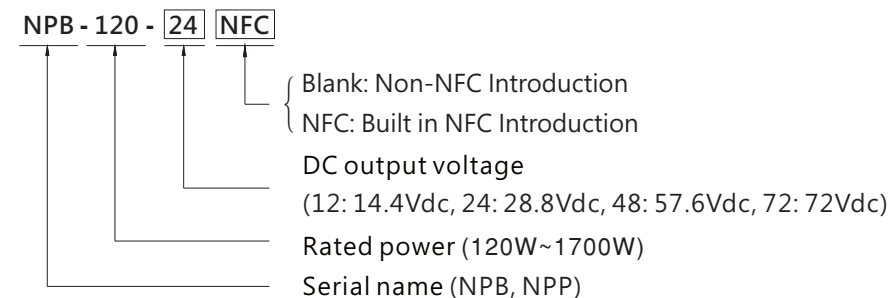 NPB - 120 - 24 NFC
Blank: Non-NFC Introduction
NFC: Built in NFC Introduction
DC output voltage
(12: 14.4Vdc, 24: 28.8Vdc, 48: 57.6Vdc, 72: 72Vdc)
Rated power (120W~1700W)
Serial name (NPB, NPP)